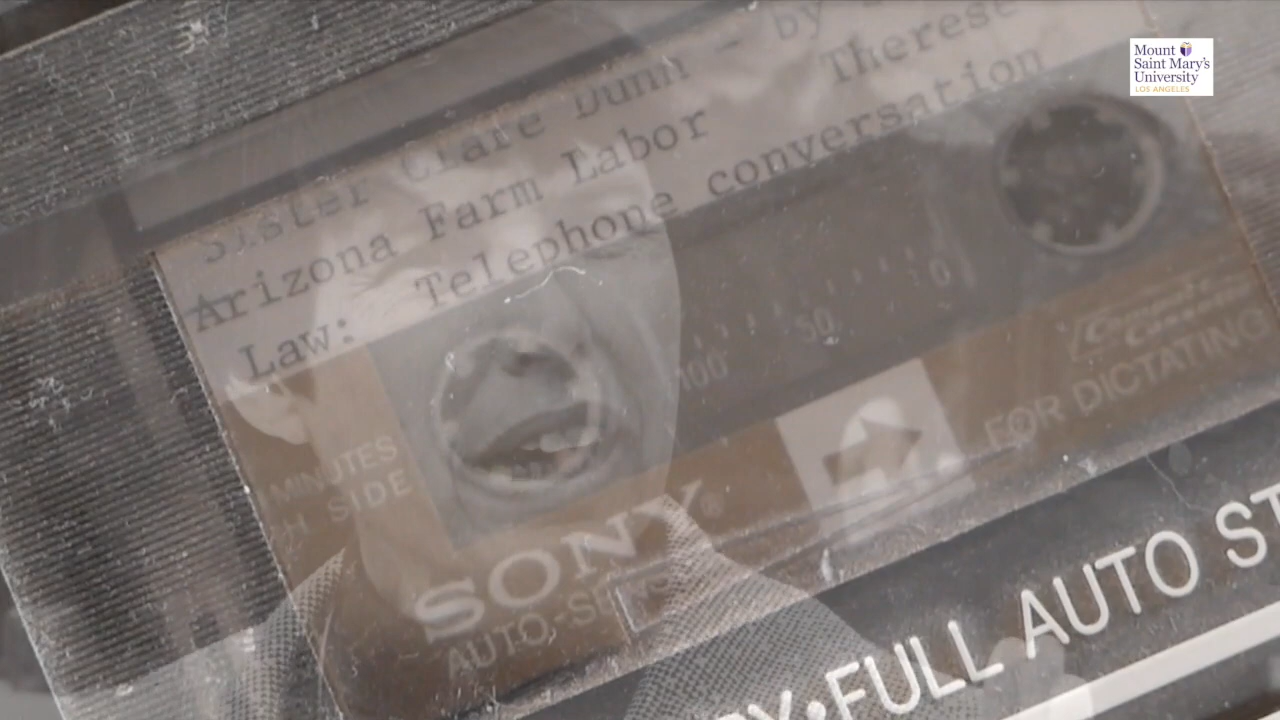 Mount
Saint Mary's
University
LOS ANGELES
Sister Clare Dunn - by
Arizona Farm Labor Therese
Law: Telephone conversation
0
50
100
MINUTES
SIDE
FOR DICTATING
SONY
AUTO-SENS
FULL AUTO ST